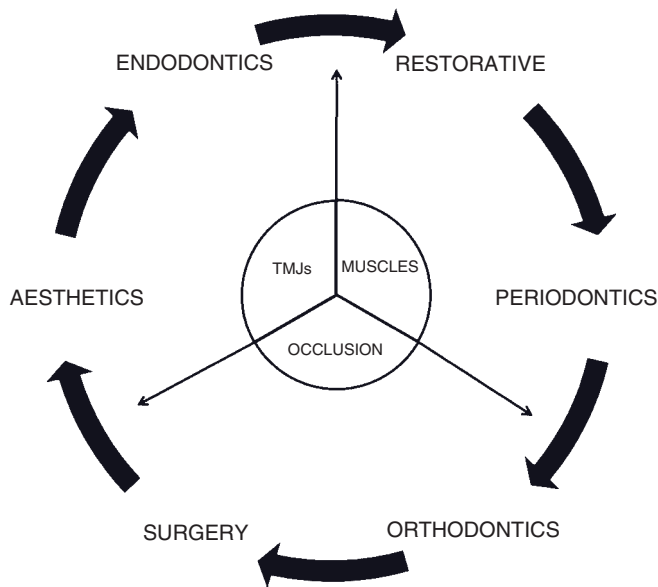 ENDODONTICS
RESTORATIVE
TMJs
MUSCLES
AESTHETICS
PERIODONTICS
OCCLUSION
SURGERY
ORTHODONTICS